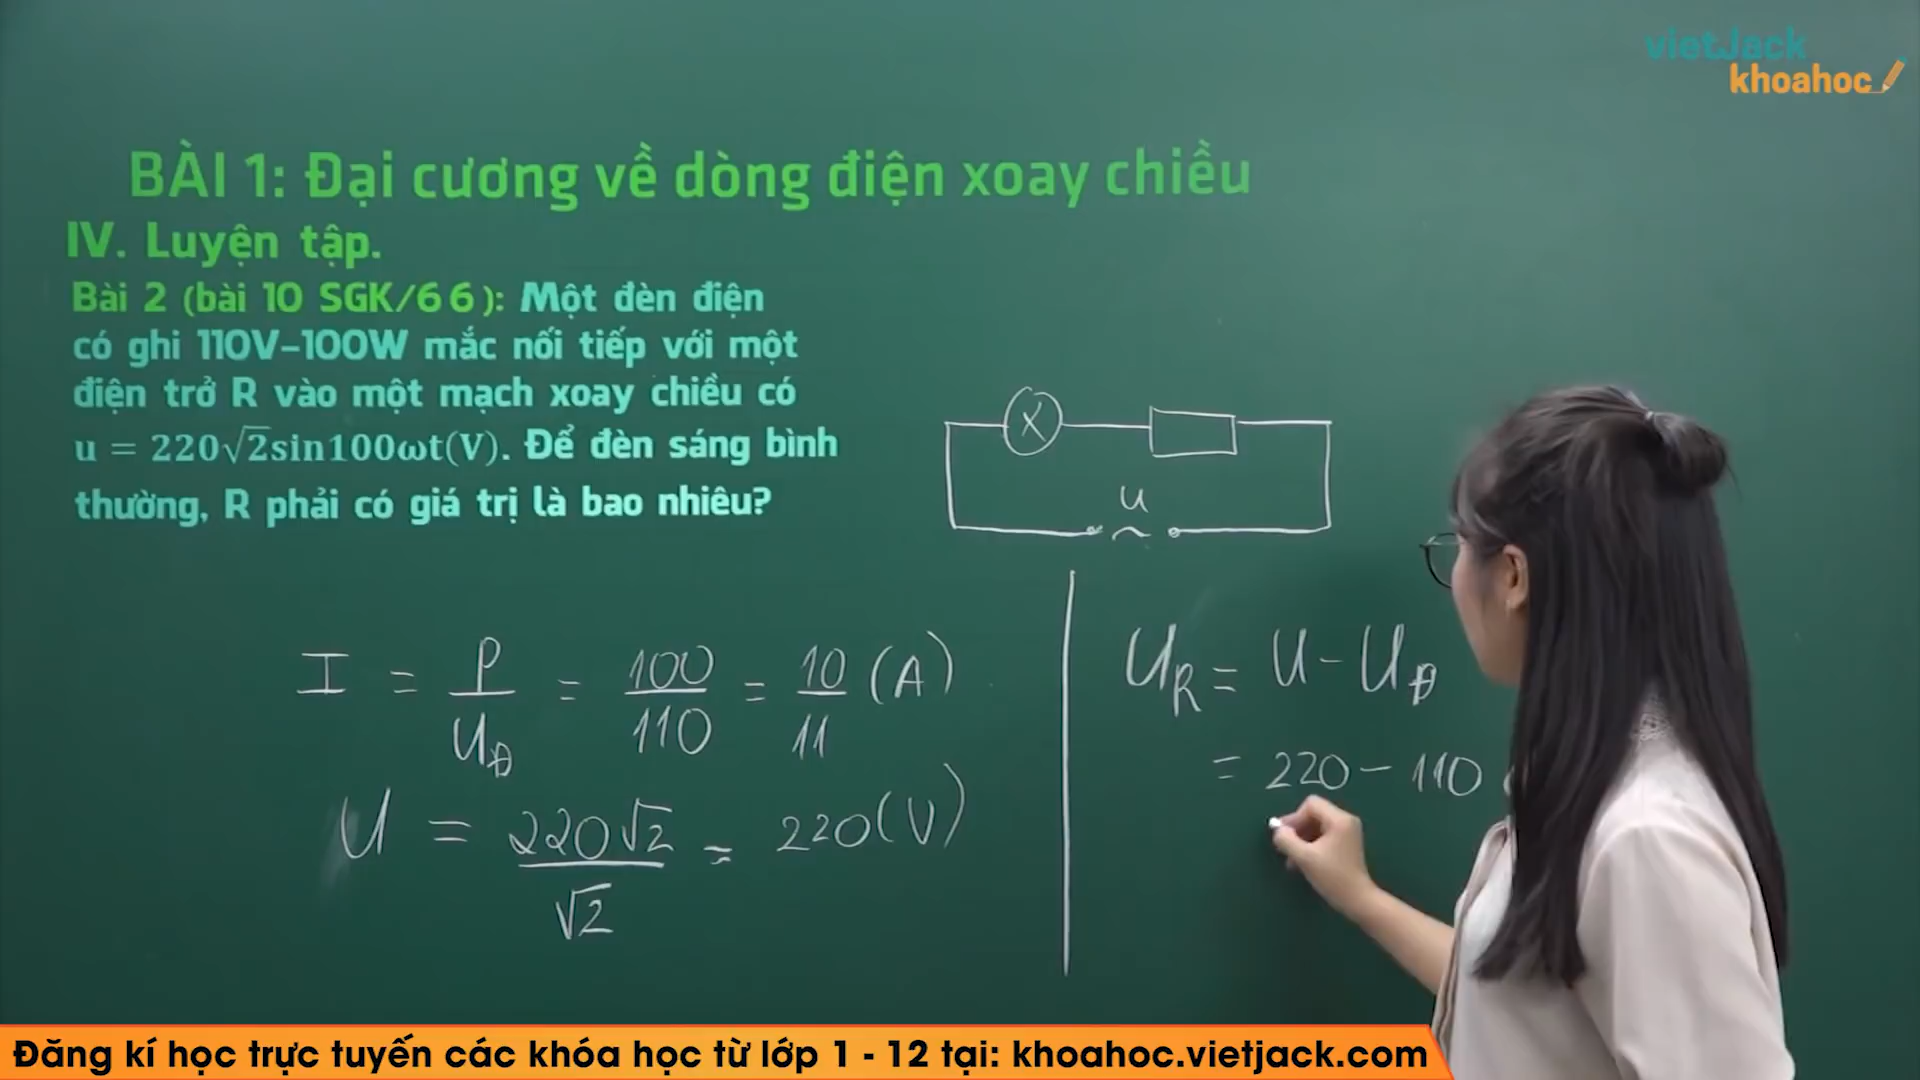 vietJack
khoahoc
BÀI 1: Đại cương về dòng điện xoay chiều
IV. Luyện tập.
Bài 2 (bài 10 SGK/66): Một đèn điện
có ghi 110V–100W mắc nối tiếp với một
điện trở R vào một mạch xoay chiều có
u = 220√2sin100ωt(V). Để đèn sáng bình
thường, R phải có giá trị là bao nhiêu?
X
u
~
I = P/U_Đ = 100/110 = 10/11 (A)
U = 220√2/√2 = 220(V)
U_R = U - U_Đ
= 220 - 110
Đăng kí học trực tuyến các khóa học từ lớp 1 - 12 tại: khoahoc.vietjack.com